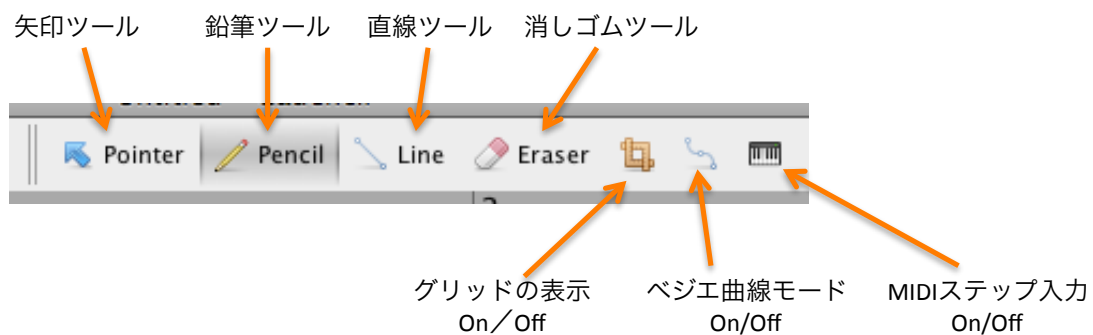 矢印ツール 鉛筆ツール 直線ツール 消しゴムツール
Pointer Pencil Line Eraser
グリッドの表示 ベジエ曲線モード MIDIステップ入力
On／Off On/Off On/Off